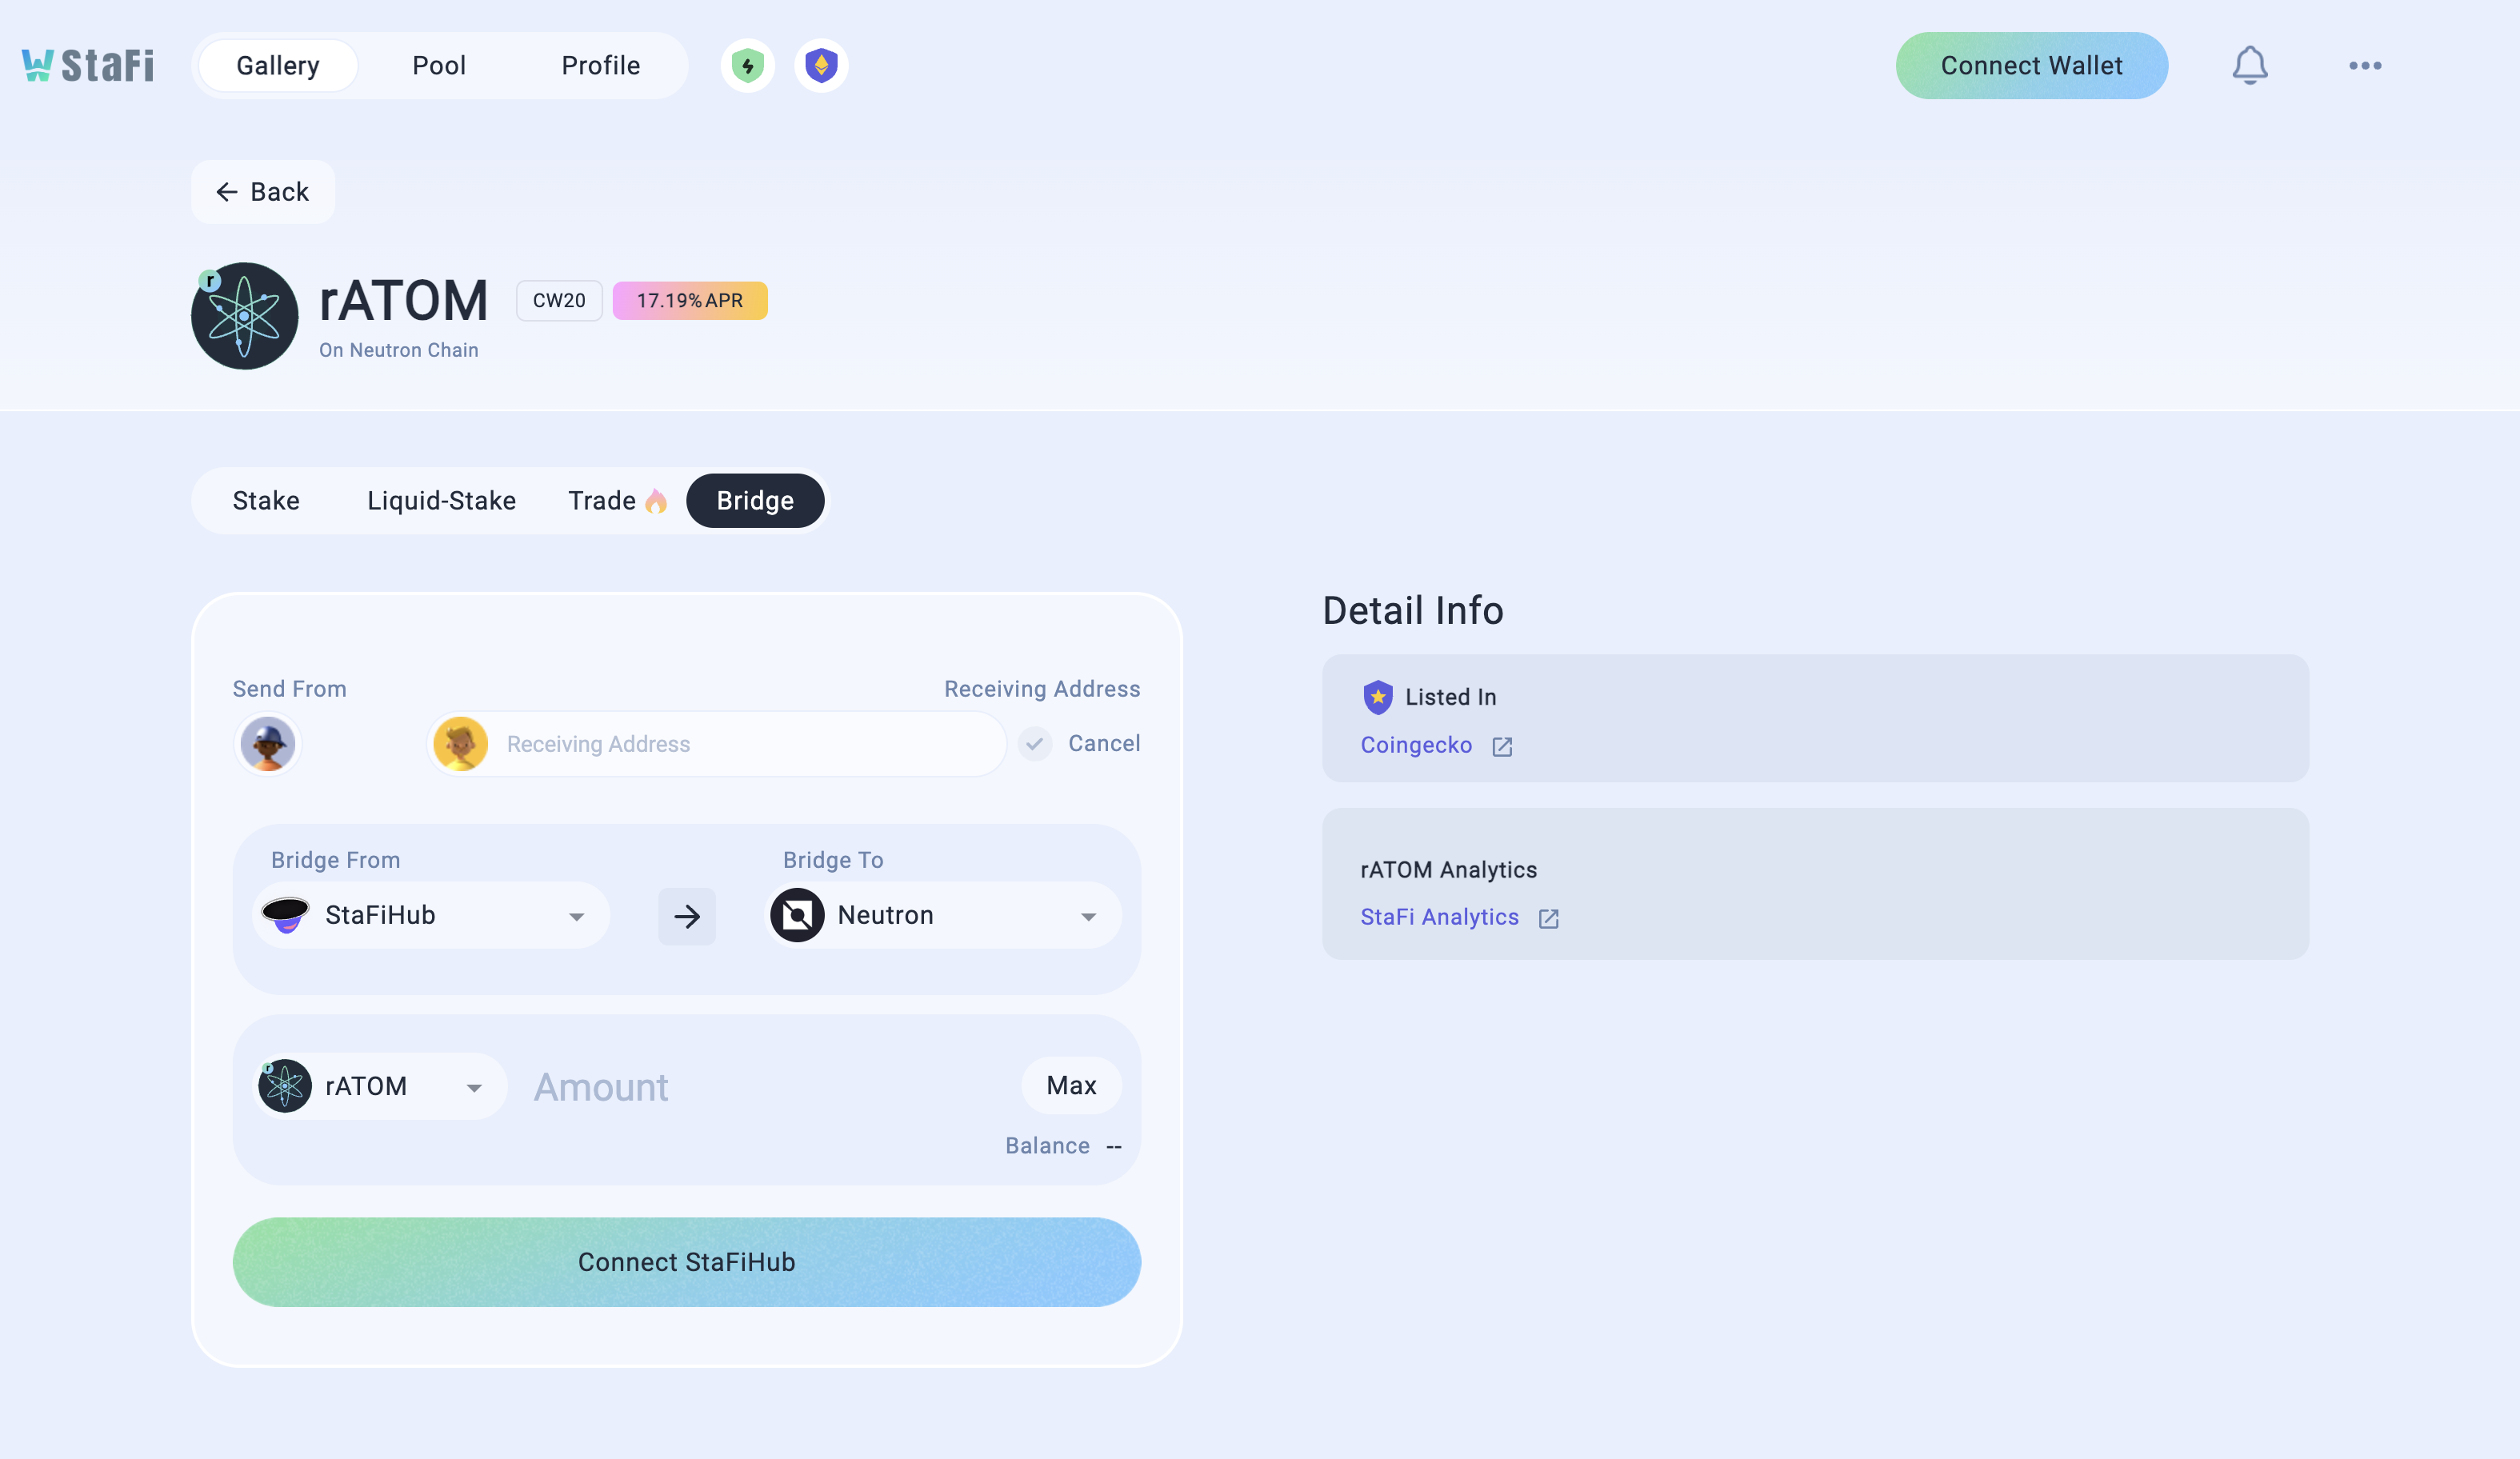 StaFi
Gallery
Pool
Profile
Connect Wallet
Back
r
rATOM
CW20
17.19% APR
On Neutron Chain
Stake
Liquid-Stake
Trade
Bridge
Send From
Receiving Address
Receiving Address
Cancel
Bridge From
Bridge To
StaFiHub
Neutron
r
rATOM
Amount
Max
Balance --
Connect StaFiHub
Detail Info
Listed In
Coingecko
rATOM Analytics
StaFi Analytics